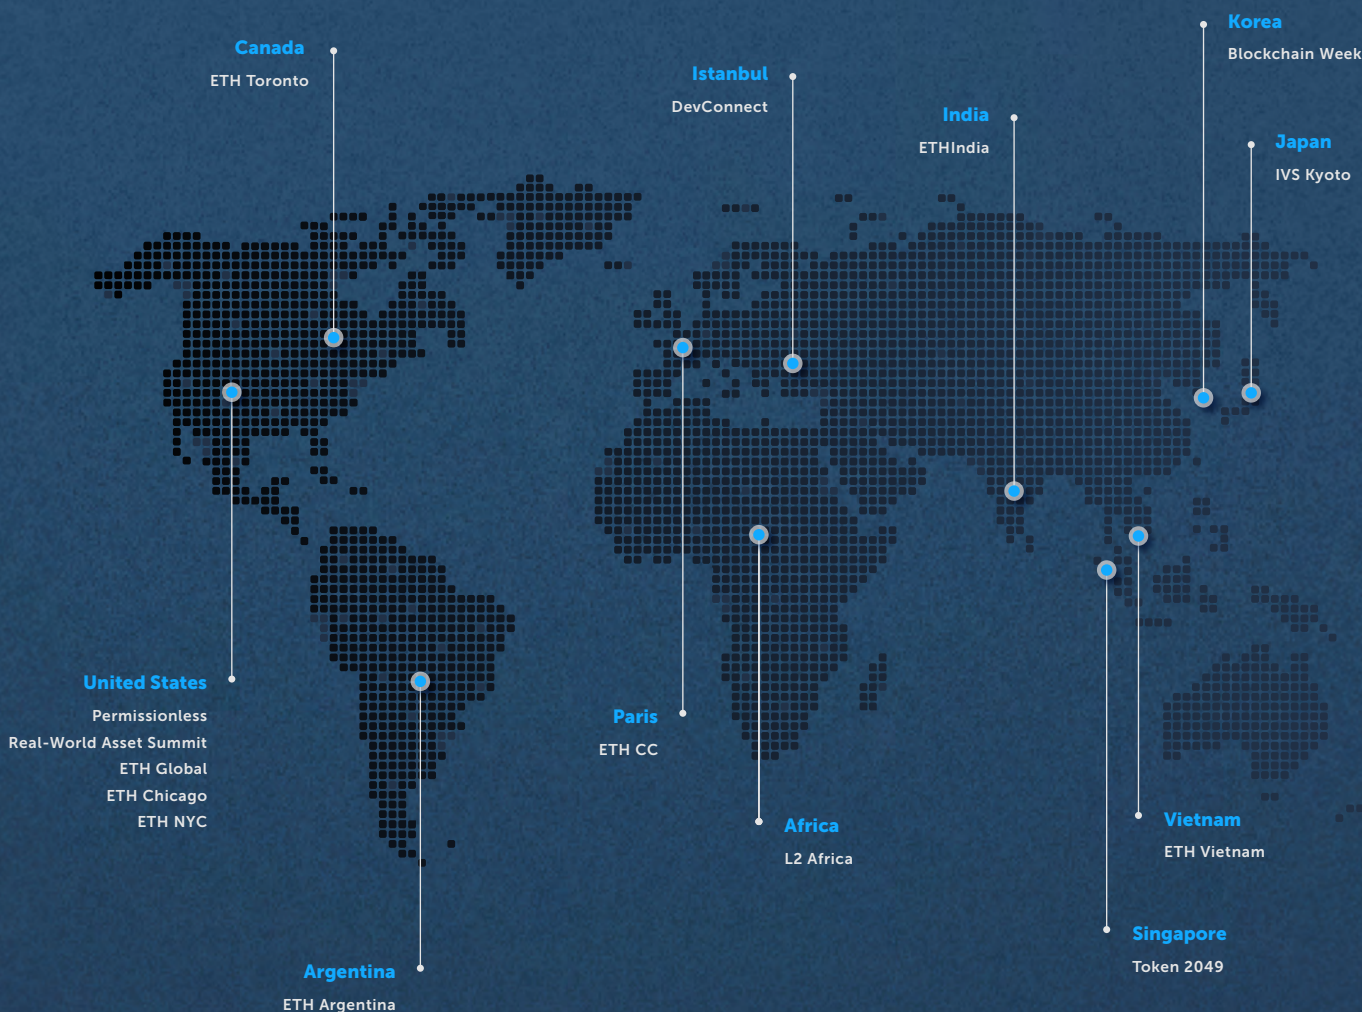 Korea
Blockchain Week
Canada
ETH Toronto
Istanbul
DevConnect
India
ETHIndia
Japan
IVS Kyoto
United States
Permissionless
Real-World Asset Summit
ETH Global
ETH Chicago
ETH NYC
Paris
ETH CC
Africa
L2 Africa
Vietnam
ETH Vietnam
Singapore
Token 2049
Argentina
ETH Argentina